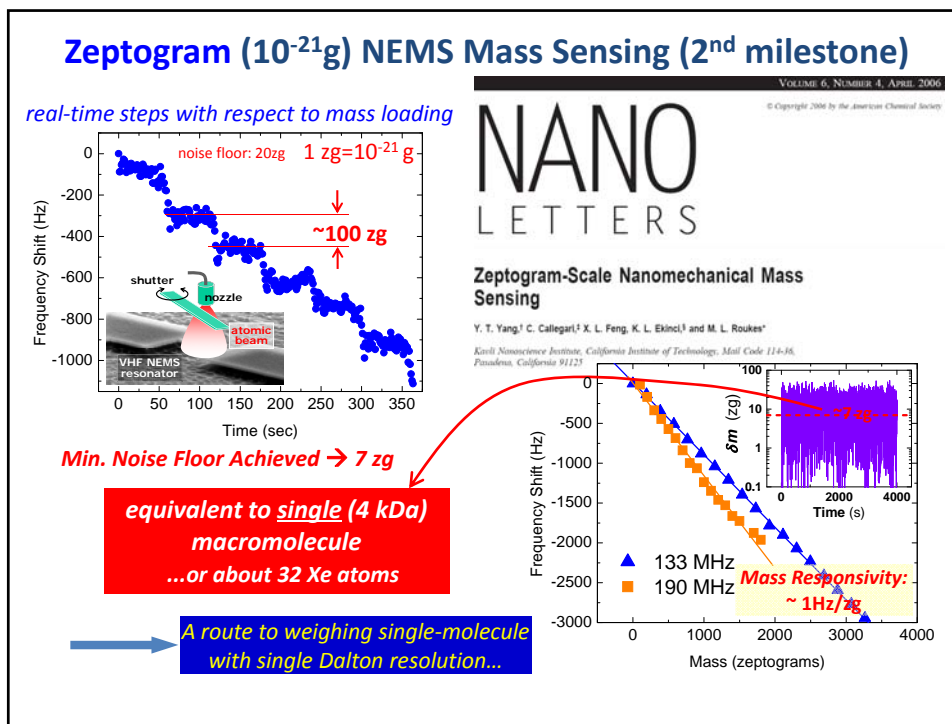 Zeptogram (10⁻²¹g) NEMS Mass Sensing (2ⁿᵈ milestone)
real-time steps with respect to mass loading
0
-200
-400
-600
-800
-1000
Frequency Shift (Hz)
noise floor: 20zg
1 zg=10⁻²¹ g
~100 zg
shutter
nozzle
atomic
beam
VHF NEMS
resonator
0 50 100 150 200 250 300 350
Time (sec)
Min. Noise Floor Achieved → 7 zg
equivalent to single (4 kDa)
macromolecule
...or about 32 Xe atoms
A route to weighing single-molecule
with single Dalton resolution...
VOLUME 6, NUMBER 4, APRIL 2006
© Copyright 2006 by the American Chemical Society
NANO
LETTERS
Zeptogram-Scale Nanomechanical Mass
Sensing
Y. T. Yang,† C. Callegari,‡ X. L. Feng, K. L. Ekinci,§ and M. L. Roukes*
Kavli Nanoscience Institute, California Institute of Technology, Mail Code 114-36,
Pasadena, California 91125
0
-500
-1000
-1500
-2000
-2500
-3000
Frequency Shift (Hz)
100
10
1
0.1
δm (zg)
~7 zg
0 2000 4000
Time (s)
133 MHz
190 MHz
Mass Responsivity:
~ 1Hz/zg
0 1000 2000 3000 4000
Mass (zeptograms)